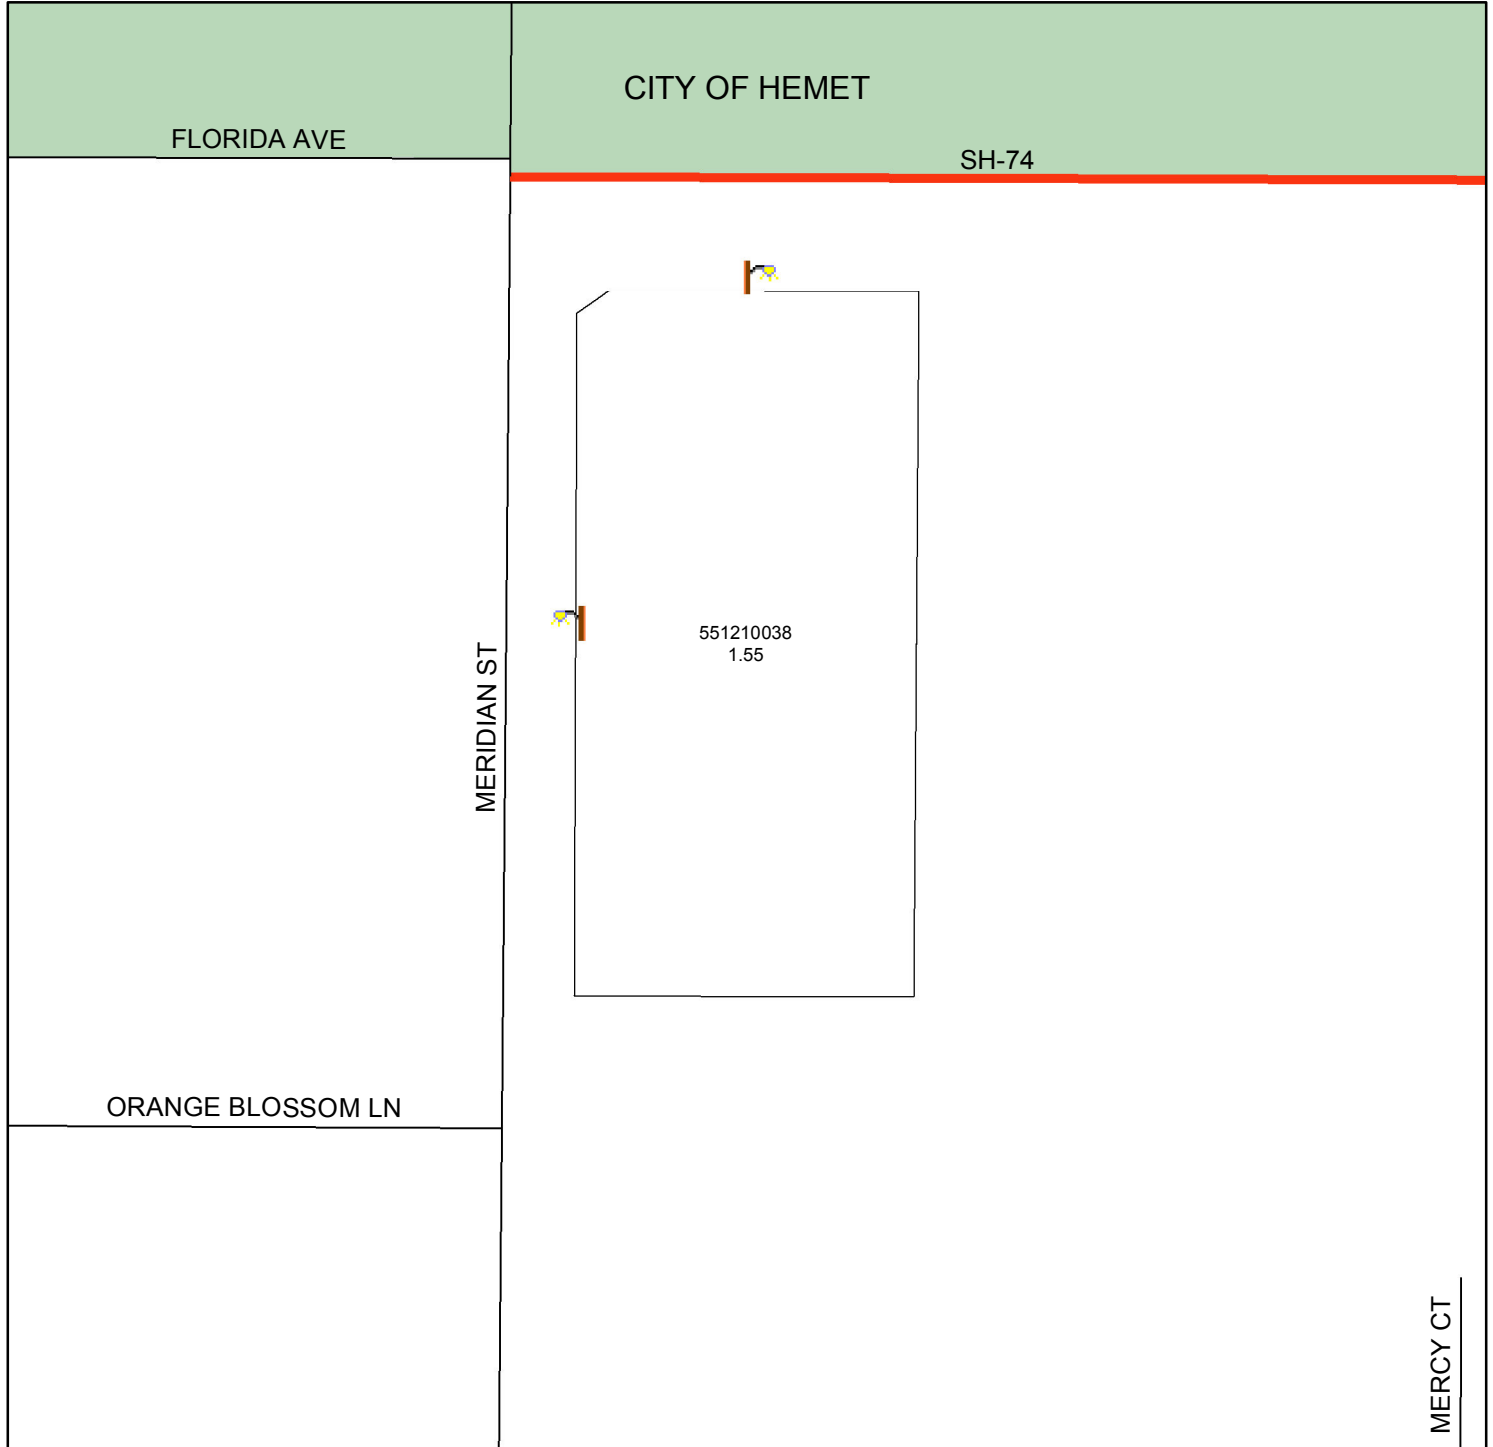 CITY OF HEMET
FLORIDA AVE
SH-74
551210038
1.55
MERIDIAN ST
ORANGE BLOSSOM LN
MERCY CT